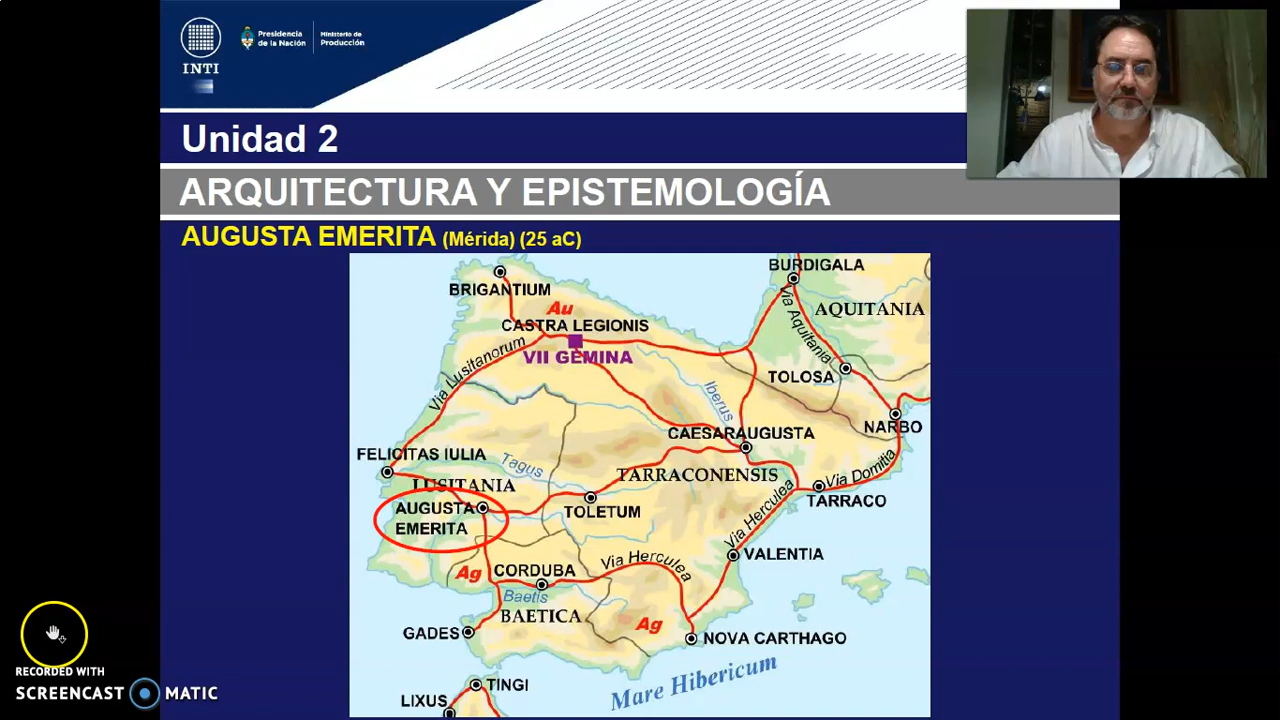 INTI
Presidencia
de la Nación
Ministerio de
Producción
Unidad 2
ARQUITECTURA Y EPISTEMOLOGÍA
AUGUSTA EMERITA (Mérida) (25 aC)
BURDIGALA
BRIGANTIUM
Au
Via Aquitania
AQUITANIA
CASTRA LEGIONIS
VII GEMINA
Via Lusitanorum
TOLOSA
Iberus
NARBO
CAESARAUGUSTA
FELICITAS IULIA
Tagus
TARRACONENSIS
Via Domitia
LUSITANIA
Via Herculea
TARRACO
AUGUSTA
EMERITA
TOLETUM
VALENTIA
Via Herculea
Ag
CORDUBA
Baetis
BAETICA
Ag
GADES
NOVA CARTHAGO
Mare Hibericum
TINGI
LIXUS
RECORDED WITH
SCREENCAST MATIC